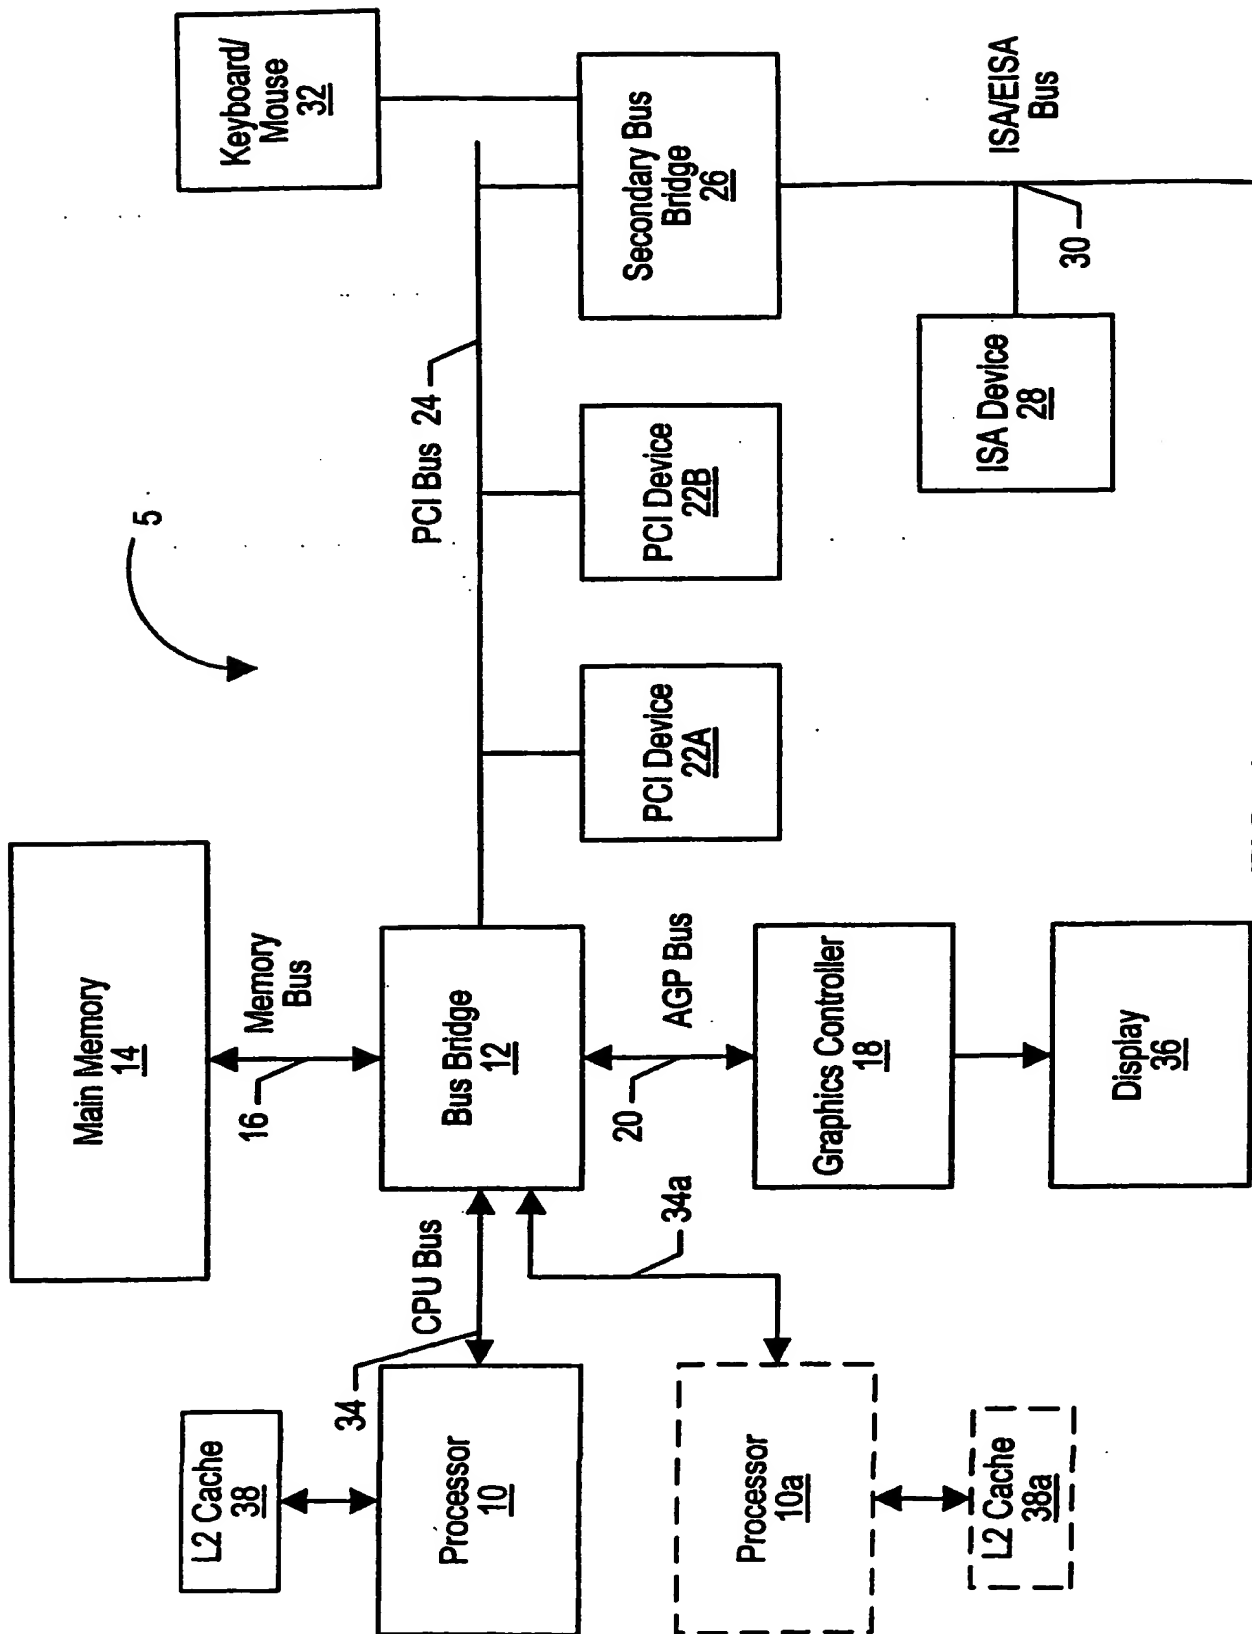 L2 Cache
38
Processor
10
34
CPU Bus
Main Memory
14
16
Memory
Bus
Bus Bridge
12
5
PCI Bus
24
Keyboard/
Mouse
32
Processor
10a
L2 Cache
38a
34a
20
AGP Bus
Graphics Controller
18
Display
36
PCI Device
22A
PCI Device
22B
Secondary Bus
Bridge
26
ISA Device
28
30
ISA/EISA
Bus